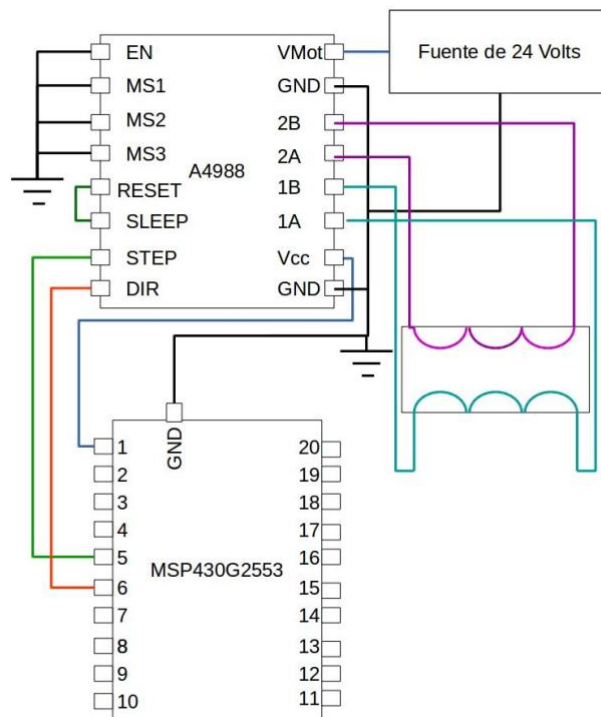 EN
VMot
Fuente de 24 Volts
MS1
GND
MS2
2B
MS3
2A
A4988
RESET
1B
SLEEP
1A
STEP
Vcc
DIR
GND
GND
1
20
2
19
3
18
4
17
5
16
MSP430G2553
6
15
7
14
8
13
9
12
10
11